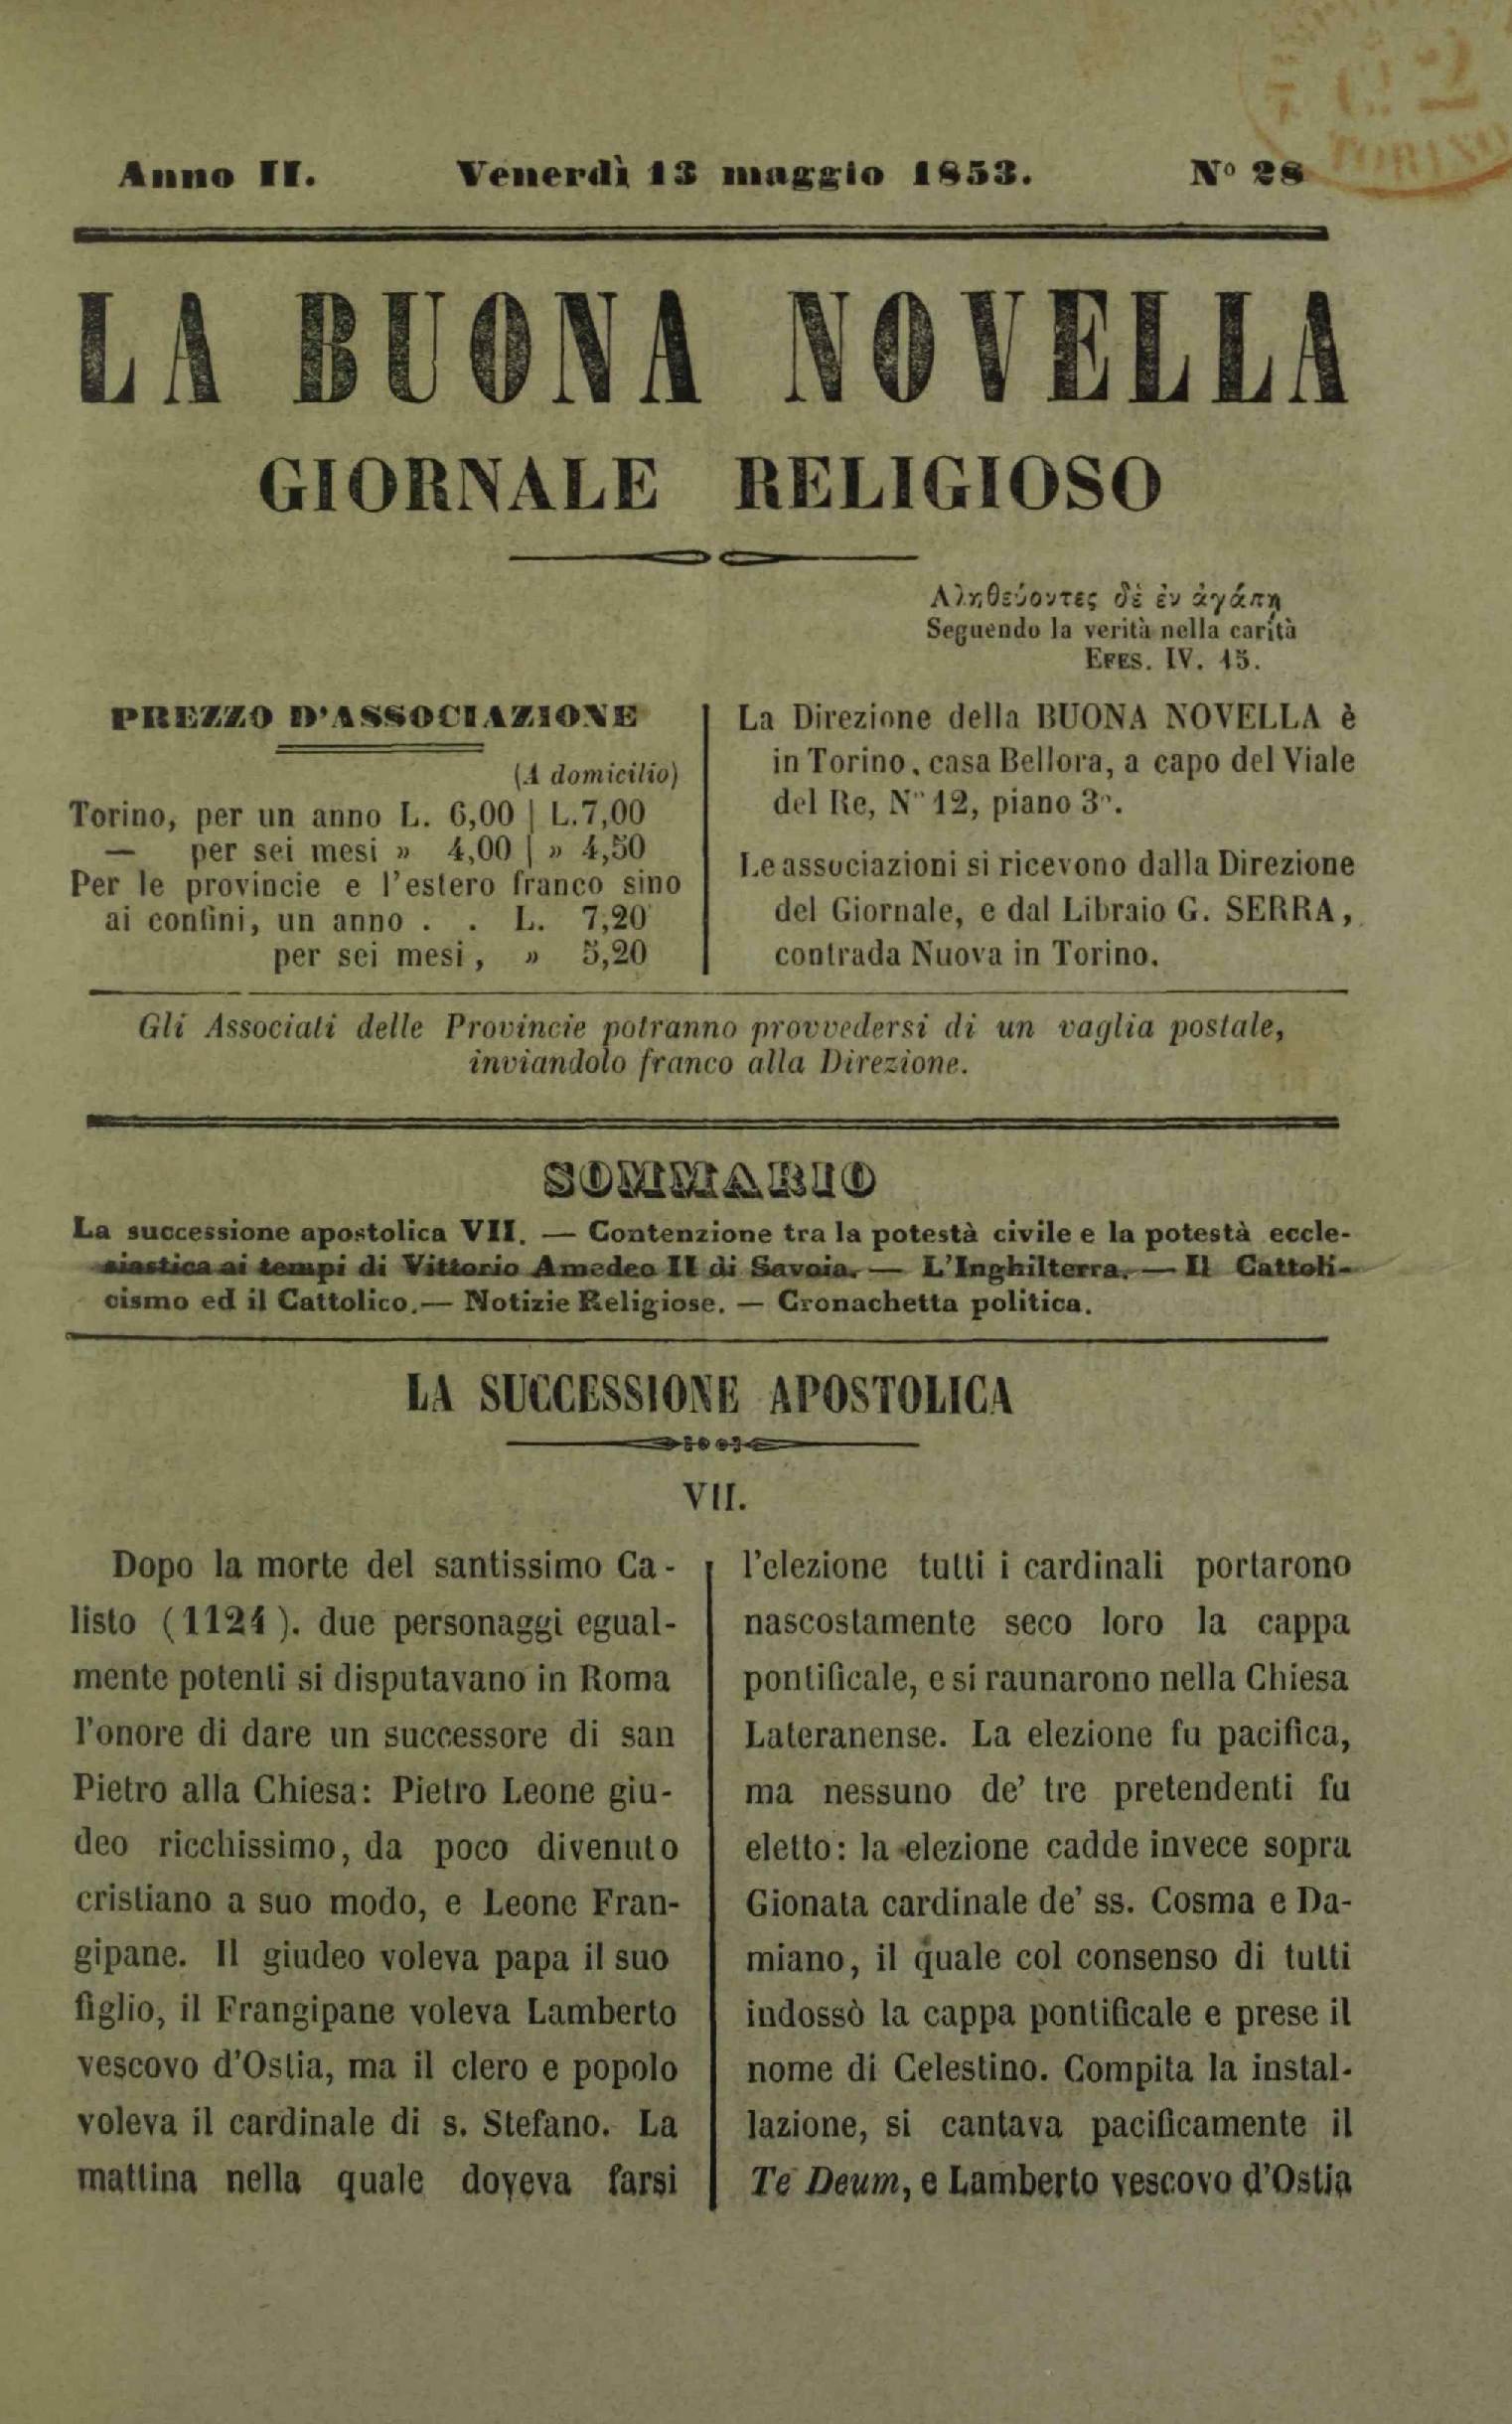 Anno II. Venerdì 13 maggio 1853. N° 28
LA BUONA NOVELLA
GIORNALE RELIGIOSO
Αληθεύοντες δὲ ἐν ἀγάπῃ
Seguendo la verità nella carità
EFES. IV. 15.
PREZZO D'ASSOCIAZIONE
(A domicilio)
Torino, per un anno L. 6,00 | L.7,00
— per sei mesi » 4,00 | » 4,50
Per le provincie e l'estero franco sino
ai confini, un anno . . L. 7,20
per sei mesi, » 5,20
La Direzione della BUONA NOVELLA è
in Torino, casa Bellora, a capo del Viale
del Re, N° 12, piano 3°.
Le associazioni si ricevono dalla Direzione
del Giornale, e dal Libraio G. SERRA,
contrada Nuova in Torino.
Gli Associati delle Provincie potranno provvedersi di un vaglia postale,
inviandolo franco alla Direzione.
SOMMARIO
La successione apostolica VII. — Contenzione tra la potestà civile e la potestà eccle-
siastica ai tempi di Vittorio Amedeo II di Savoia. — L'Inghilterra. — Il Cattoli-
cismo ed il Cattolico. — Notizie Religiose. — Cronachetta politica.
LA SUCCESSIONE APOSTOLICA
VII.
Dopo la morte del santissimo Ca-
listo (1124). due personaggi egual-
mente potenti si disputavano in Roma
l'onore di dare un successore di san
Pietro alla Chiesa: Pietro Leone giu-
deo ricchissimo, da poco divenuto
cristiano a suo modo, e Leone Fran-
gipane. Il giudeo voleva papa il suo
figlio, il Frangipane voleva Lamberto
vescovo d'Ostia, ma il clero e popolo
voleva il cardinale di s. Stefano. La
mattina nella quale doveva farsi
l'elezione tutti i cardinali portarono
nascostamente seco loro la cappa
pontificale, e si raunarono nella Chiesa
Lateranense. La elezione fu pacifica,
ma nessuno de' tre pretendenti fu
eletto: la elezione cadde invece sopra
Gionata cardinale de' ss. Cosma e Da-
miano, il quale col consenso di tutti
indossò la cappa pontificale e prese il
nome di Celestino. Compita la instal-
lazione, si cantava pacificamente il
Te Deum, e Lamberto vescovo d'Ostia